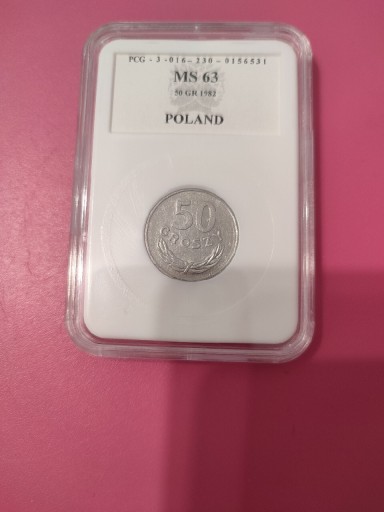 PCG - 3 - 016 - 230 - 0156531
MS 63
50 GR 1982
POLAND
50
GROSZY